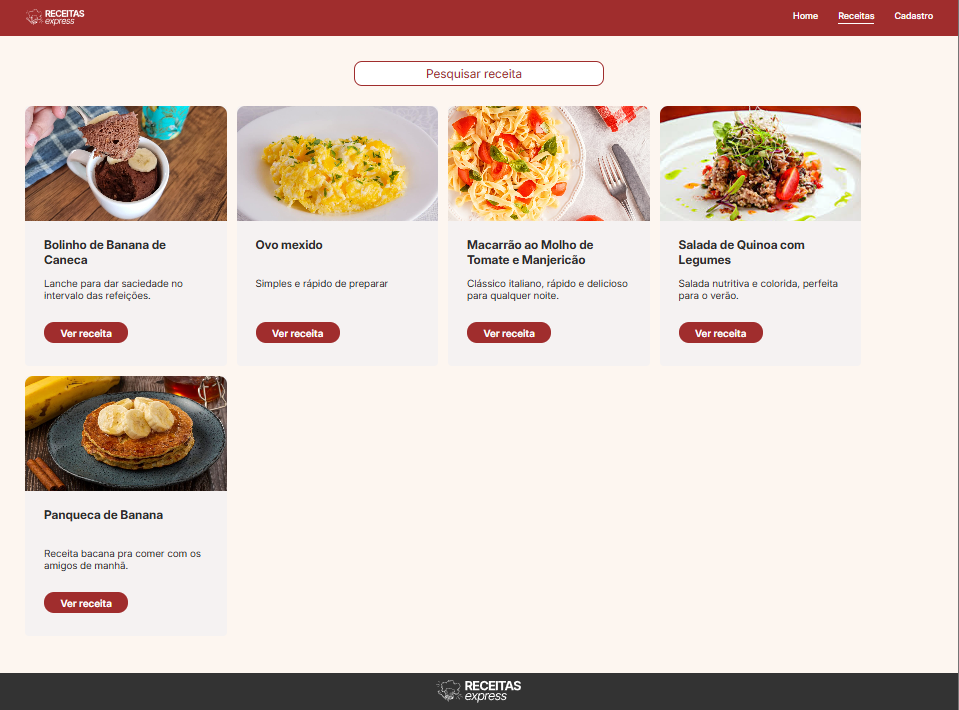 RECEITAS
express
Home
Receitas
Cadastro
Pesquisar receita
Bolinho de Banana de
Caneca
Lanche para dar saciedade no
intervalo das refeições.
Ver receita
Ovo mexido
Simples e rápido de preparar
Ver receita
Macarrão ao Molho de
Tomate e Manjericão
Clássico italiano, rápido e delicioso
para qualquer noite.
Ver receita
Salada de Quinoa com
Legumes
Salada nutritiva e colorida, perfeita
para o verão.
Ver receita
Panqueca de Banana
Receita bacana pra comer com os
amigos de manhã.
Ver receita
RECEITAS
express